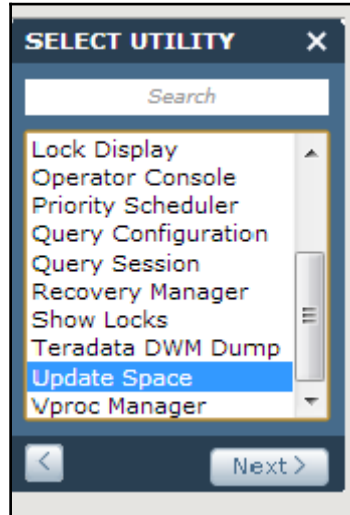 SELECT UTILITY X
Search
Lock Display
Operator Console
Priority Scheduler
Query Configuration
Query Session
Recovery Manager
Show Locks
Teradata DWM Dump
Update Space
Vproc Manager
< Next >